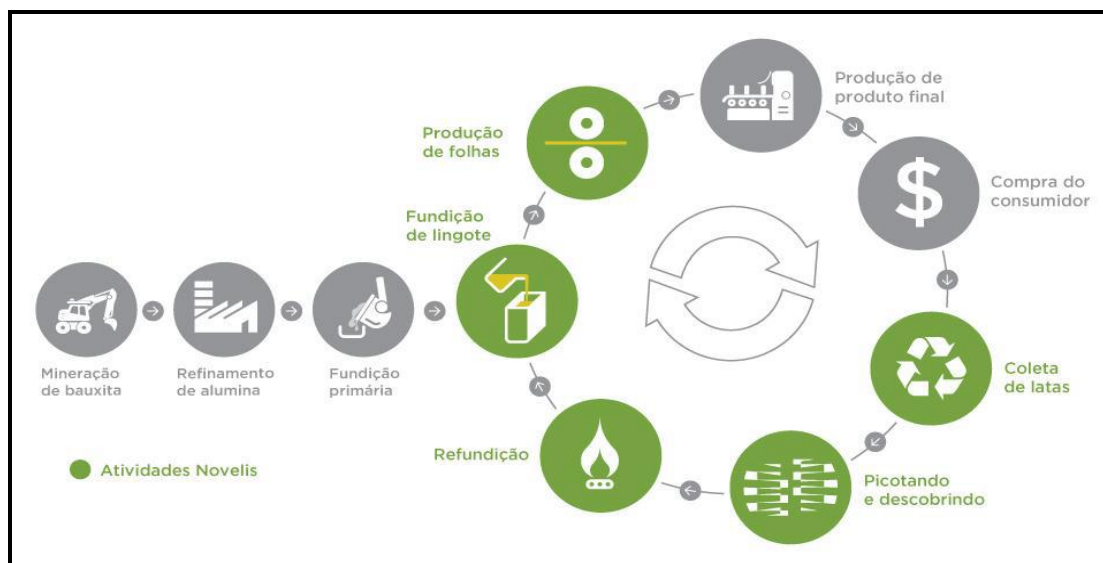 Mineração
de bauxita
Refinamento
de alumina
Fundição
primária
Fundição
de lingote
Produção
de folhas
Produção de
produto final
Compra do
consumidor
$
Coleta
de latas
Picotando
e descobrindo
Refundição
Atividades Novelis